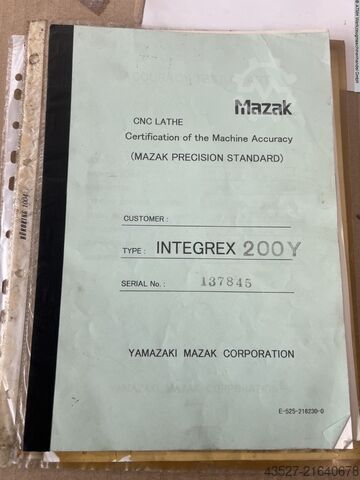 Mazak
CNC LATHE
Certification of the Machine Accuracy
(MAZAK PRECISION STANDARD)
CUSTOMER :
TYPE : INTEGREX 200Y
SERIAL No. : 137845
YAMAZAKI MAZAK CORPORATION
E-525-216230-0
43527-21640678